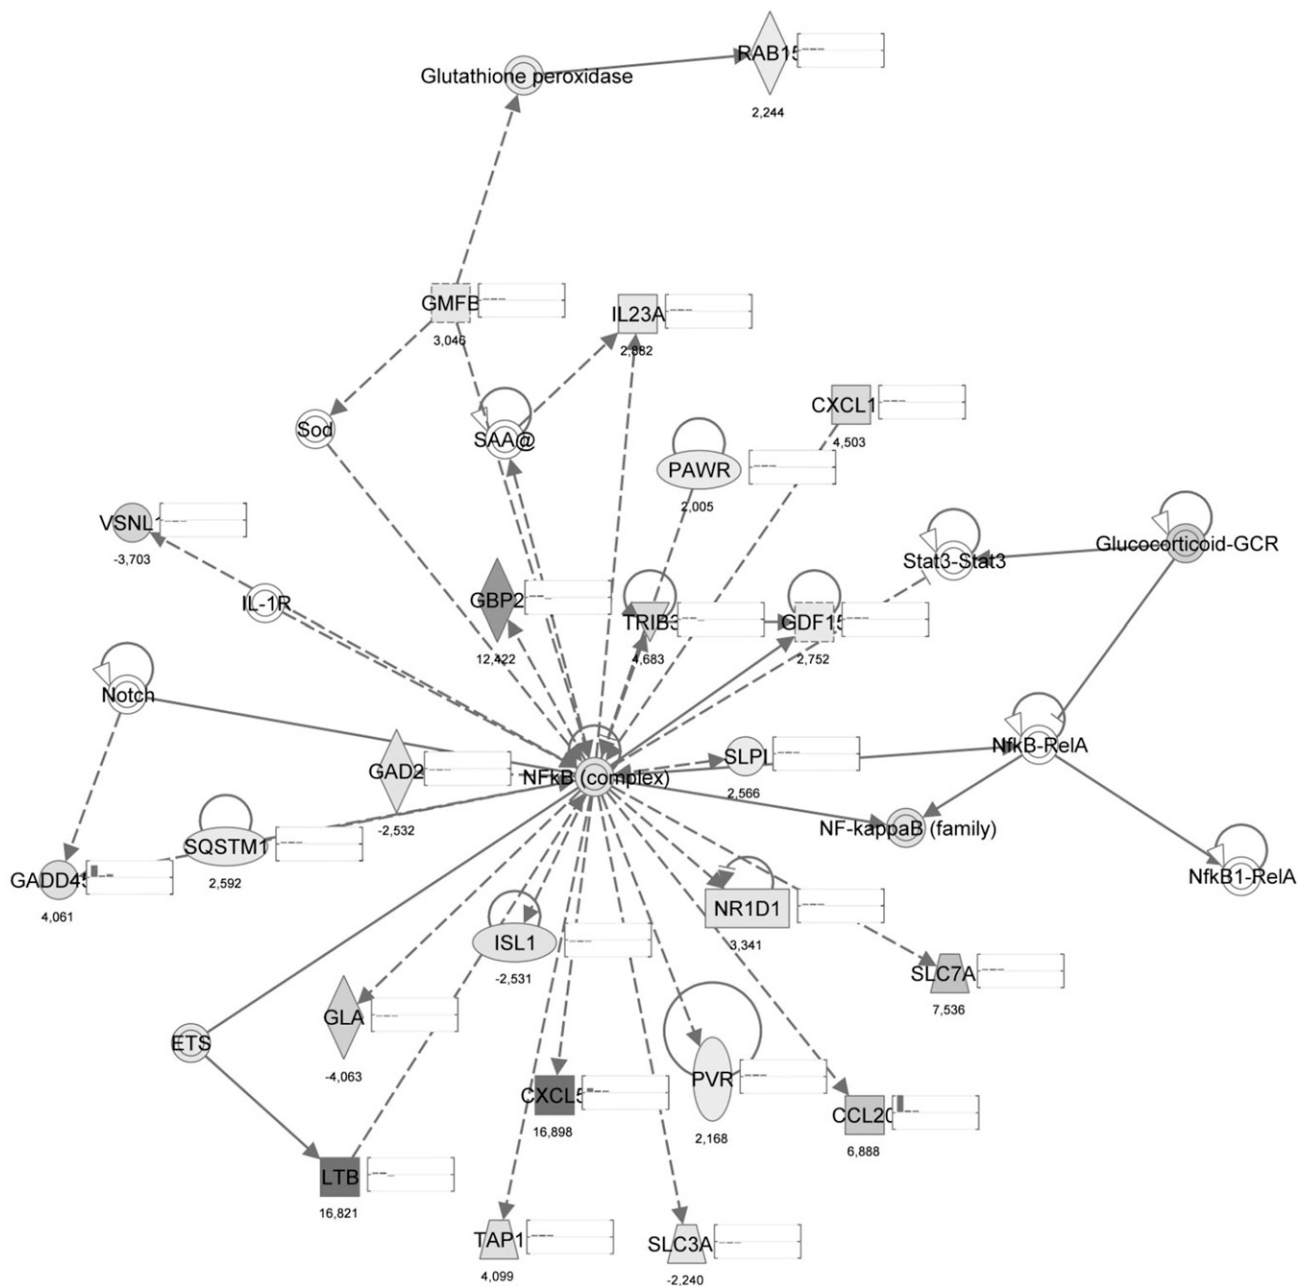 RAB15
Glutathione peroxidase
2,244
GMFB
IL23A
3,046
2,882
CXCL1
Sod
SAA@
4,503
PAWR
2,005
VSNL1
-3,703
Stat3-Stat3
Glucocorticoid-GCR
IL-1R
GBP2
TRIB3
GDF15
12,422
4,683
2,752
Notch
NfkB-RelA
SLPI
GAD2
NFkB (complex)
2,566
-2,532
NF-kappaB (family)
SQSTM1
GADD45
2,592
NfkB1-RelA
4,061
NR1D1
ISL1
3,341
-2,531
SLC7A
7,536
GLA
ETS
-4,063
PVR
CXCL5
CCL20
16,898
2,168
6,888
LTB
16,821
TAP1
SLC3A
4,099
-2,240